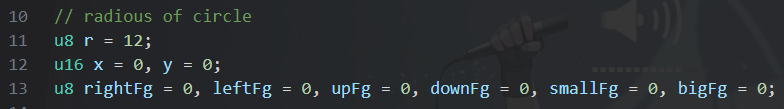 10 // radious of circle
11 u8 r = 12;
12 u16 x = 0, y = 0;
13 u8 rightFg = 0, leftFg = 0, upFg = 0, downFg = 0, smallFg = 0, bigFg = 0;